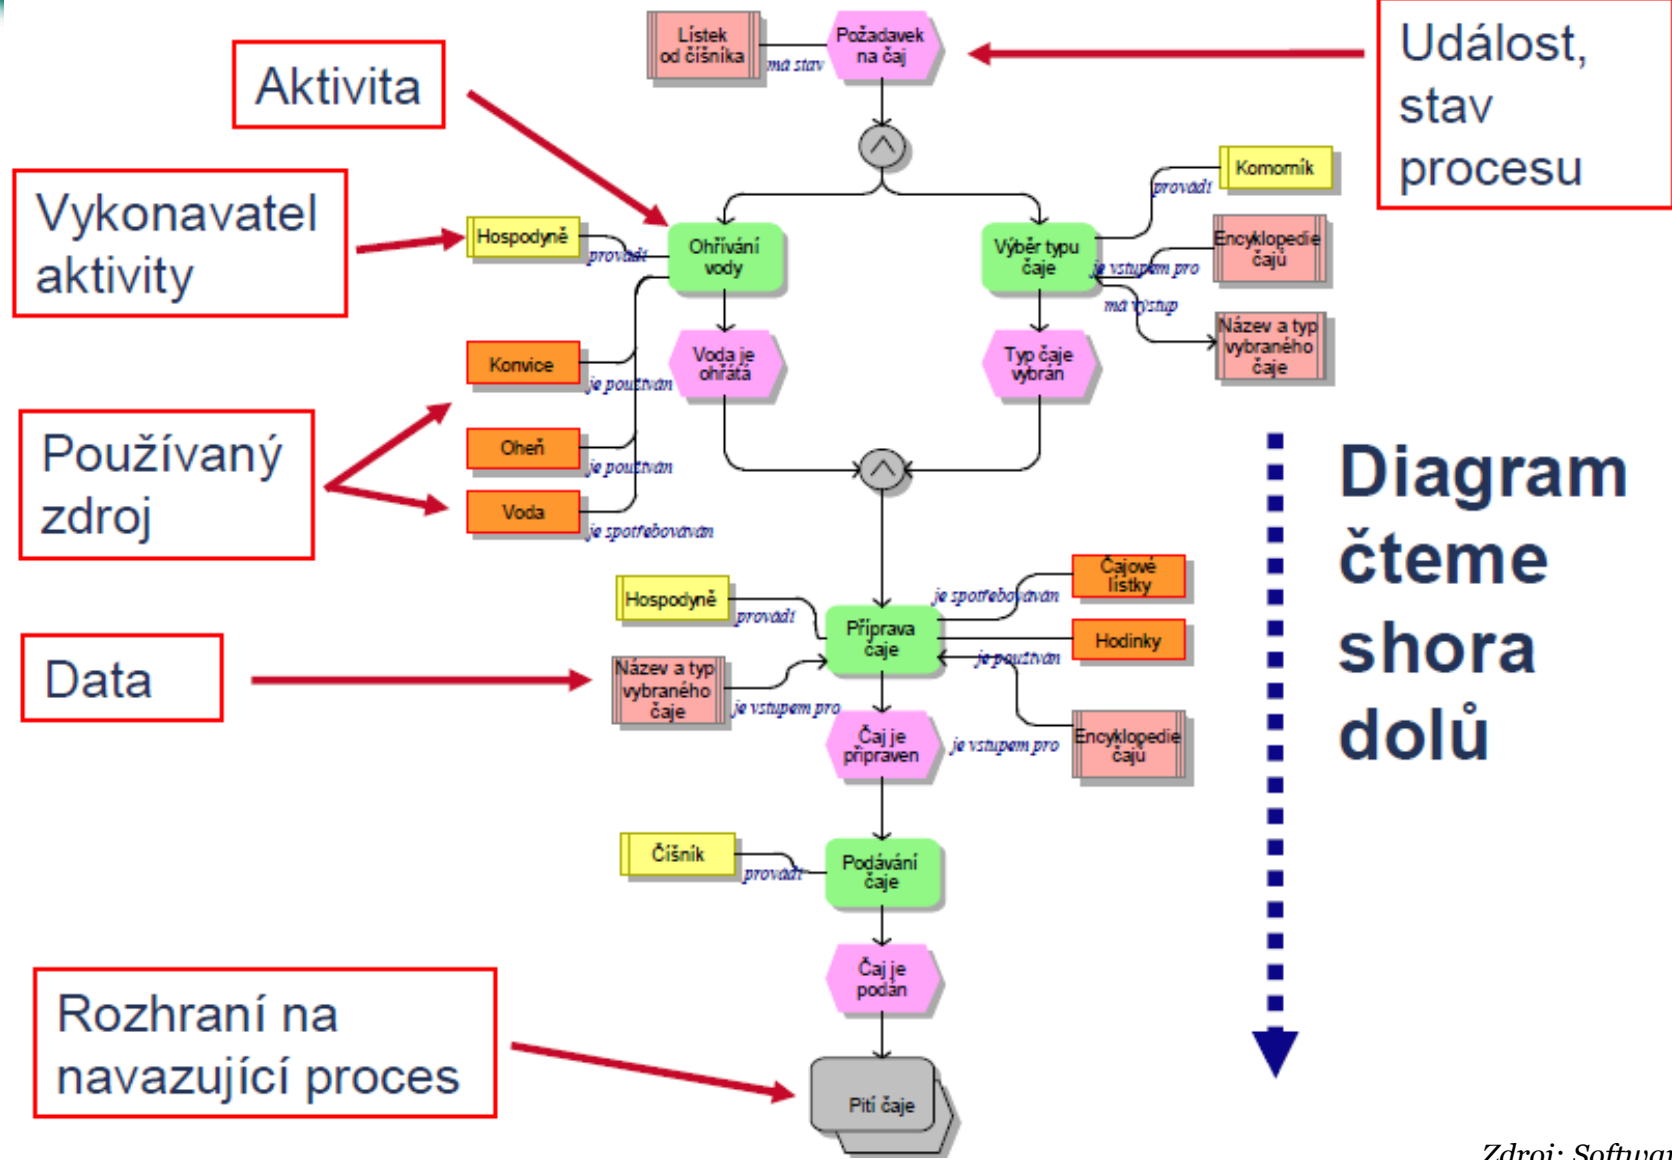 Lístek
od číšníka
má stav
Požadavek
na čaj
Událost,
stav
procesu
Aktivita
Vykonavatel
aktivity
Hospodyně
provádí
Ohřívání
vody
Výběr typu
čaje
provádí
Komorník
je vstupem pro
Encyklopedie
čajů
má výstup
Název a typ
vybraného
čaje
Konvice
je používán
Voda je
ohřátá
Typ čaje
vybrán
Používaný
zdroj
Oheň
je používán
Voda
je spotřebováván
Diagram
čteme
shora
dolů
Hospodyně
provádí
Příprava
čaje
je spotřebováván
Čajové
lístky
je používán
Hodinky
Data
Název a typ
vybraného
čaje
je vstupem pro
Čaj je
připraven
je vstupem pro
Encyklopedie
čajů
Číšník
provádí
Podávání
čaje
Čaj je
podán
Rozhraní na
navazující proces
Pití čaje
Zdroj: Softwar